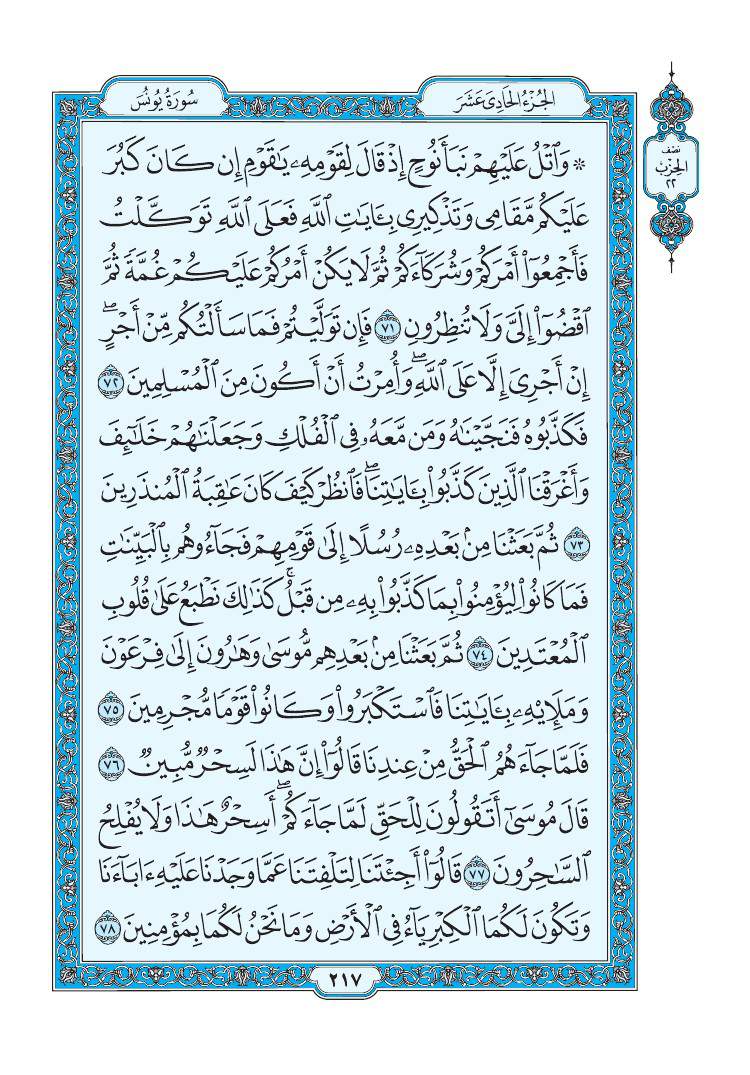 الجُزْءُ الحَادِي عَشَرَ
سُورَةُ يُونُسَ
نصف
الحِزْب
٢٢
۞ وَٱتْلُ عَلَيْهِمْ نَبَأَ نُوحٍ إِذْ قَالَ لِقَوْمِهِۦ يَٰقَوْمِ إِن كَانَ كَبُرَ
عَلَيْكُم مَّقَامِى وَتَذْكِيرِى بِـَٔايَٰتِ ٱللَّهِ فَعَلَى ٱللَّهِ تَوَكَّلْتُ
فَأَجْمِعُوٓا۟ أَمْرَكُمْ وَشُرَكَآءَكُمْ ثُمَّ لَا يَكُنْ أَمْرُكُمْ عَلَيْكُمْ غُمَّةً ثُمَّ
ٱقْضُوٓا۟ إِلَىَّ وَلَا تُنظِرُونِ ٧١ فَإِن تَوَلَّيْتُمْ فَمَا سَأَلْتُكُم مِّنْ أَجْرٍ ۖ
إِنْ أَجْرِىَ إِلَّا عَلَى ٱللَّهِ ۖ وَأُمِرْتُ أَنْ أَكُونَ مِنَ ٱلْمُسْلِمِينَ ٧٢
فَكَذَّبُوهُ فَنَجَّيْنَٰهُ وَمَن مَّعَهُۥ فِى ٱلْفُلْكِ وَجَعَلْنَٰهُمْ خَلَٰٓئِفَ
وَأَغْرَقْنَا ٱلَّذِينَ كَذَّبُوا۟ بِـَٔايَٰتِنَا ۖ فَٱنظُرْ كَيْفَ كَانَ عَٰقِبَةُ ٱلْمُنذَرِينَ
٧٣ ثُمَّ بَعَثْنَا مِنۢ بَعْدِهِۦ رُسُلًا إِلَىٰ قَوْمِهِمْ فَجَآءُوهُم بِٱلْبَيِّنَٰتِ
فَمَا كَانُوا۟ لِيُؤْمِنُوا۟ بِمَا كَذَّبُوا۟ بِهِۦ مِن قَبْلُ ۚ كَذَٰلِكَ نَطْبَعُ عَلَىٰ قُلُوبِ
ٱلْمُعْتَدِينَ ٧٤ ثُمَّ بَعَثْنَا مِنۢ بَعْدِهِم مُّوسَىٰ وَهَٰرُونَ إِلَىٰ فِرْعَوْنَ
وَمَلَإِي۟هِۦ بِـَٔايَٰتِنَا فَٱسْتَكْبَرُوا۟ وَكَانُوا۟ قَوْمًا مُّجْرِمِينَ ٧٥
فَلَمَّا جَآءَهُمُ ٱلْحَقُّ مِنْ عِندِنَا قَالُوٓا۟ إِنَّ هَٰذَا لَسِحْرٌ مُّبِينٌ ٧٦
قَالَ مُوسَىٰٓ أَتَقُولُونَ لِلْحَقِّ لَمَّا جَآءَكُمْ ۖ أَسِحْرٌ هَٰذَا وَلَا يُفْلِحُ
ٱلسَّٰحِرُونَ ٧٧ قَالُوٓا۟ أَجِئْتَنَا لِتَلْفِتَنَا عَمَّا وَجَدْنَا عَلَيْهِ ءَابَآءَنَا
وَتَكُونَ لَكُمَا ٱلْكِبْرِيَآءُ فِى ٱلْأَرْضِ وَمَا نَحْنُ لَكُمَا بِمُؤْمِنِينَ ٧٨
٢١٧